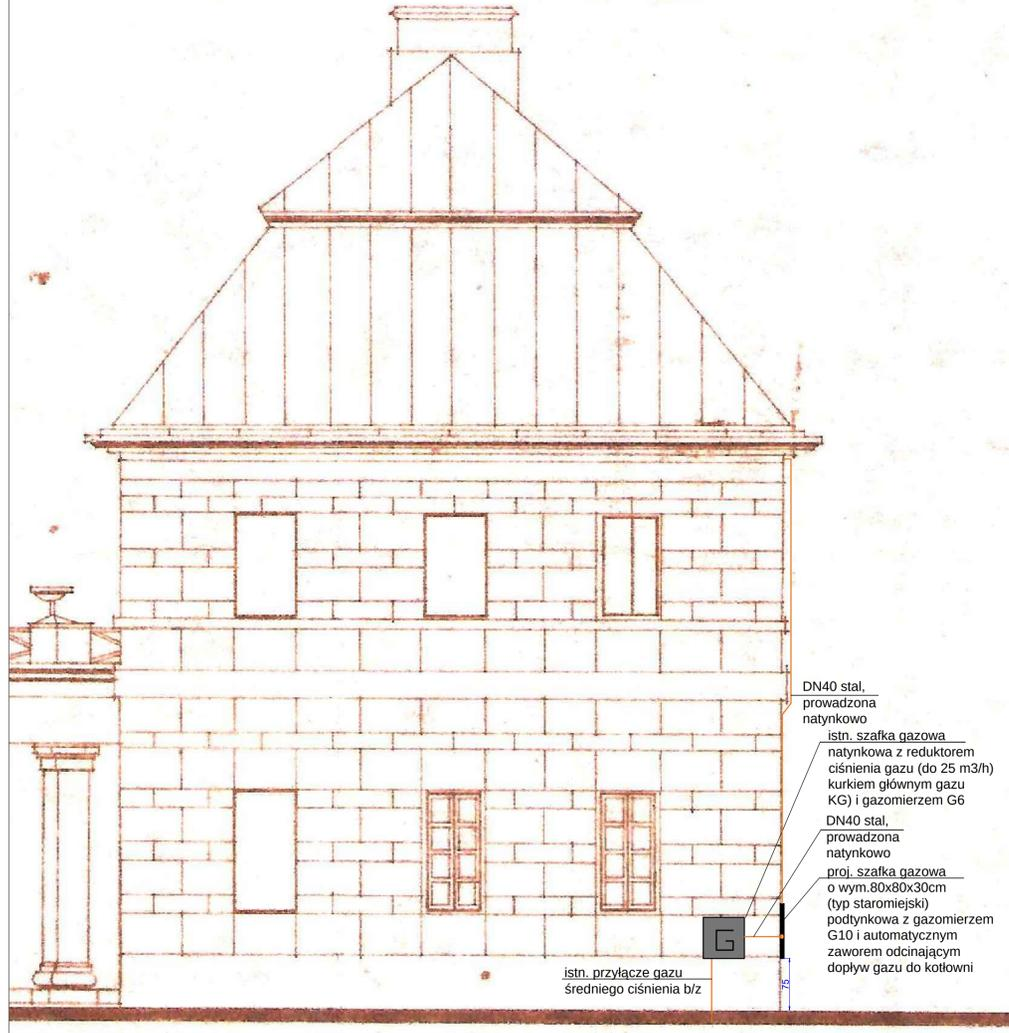 DN40 stal,
prowadzona
natynkowo
istn. szafka gazowa
natynkowa z reduktorem
ciśnienia gazu (do 25 m3/h)
kurkiem głównym gazu
KG) i gazomierzem G6
DN40 stal,
prowadzona
natynkowo
proj. szafka gazowa
o wym.80x80x30cm
(typ staromiejski)
podtynkowa z gazomierzem
G10 i automatycznym
zaworem odcinającym
dopływ gazu do kotłowni
G
istn. przyłącze gazu
średniego ciśnienia b/z
75